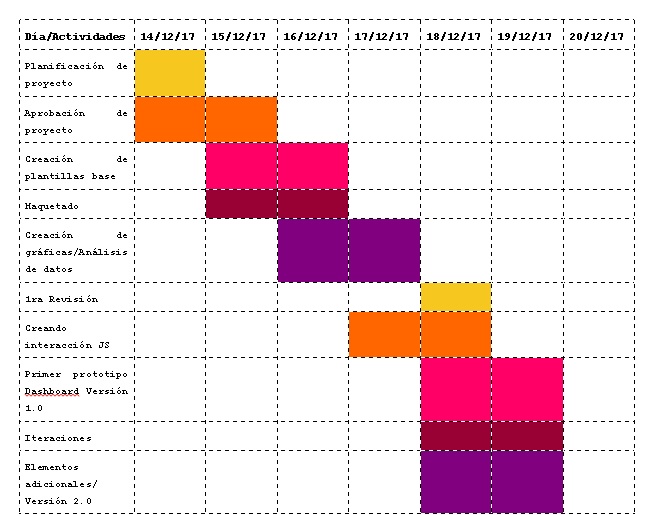 Día/Actividades 14/12/17 15/12/17 16/12/17 17/12/17 18/12/17 19/12/17 20/12/17
Planificación de
proyecto
Aprobación de
proyecto
Creación de
plantillas base
Maquetado
Creación de
gráficas/Análisis
de datos
1ra Revisión
Creando
interacción JS
Primer prototipo
Dashboard Versión
1.0
Iteraciones
Elementos
adicionales/
Versión 2.0